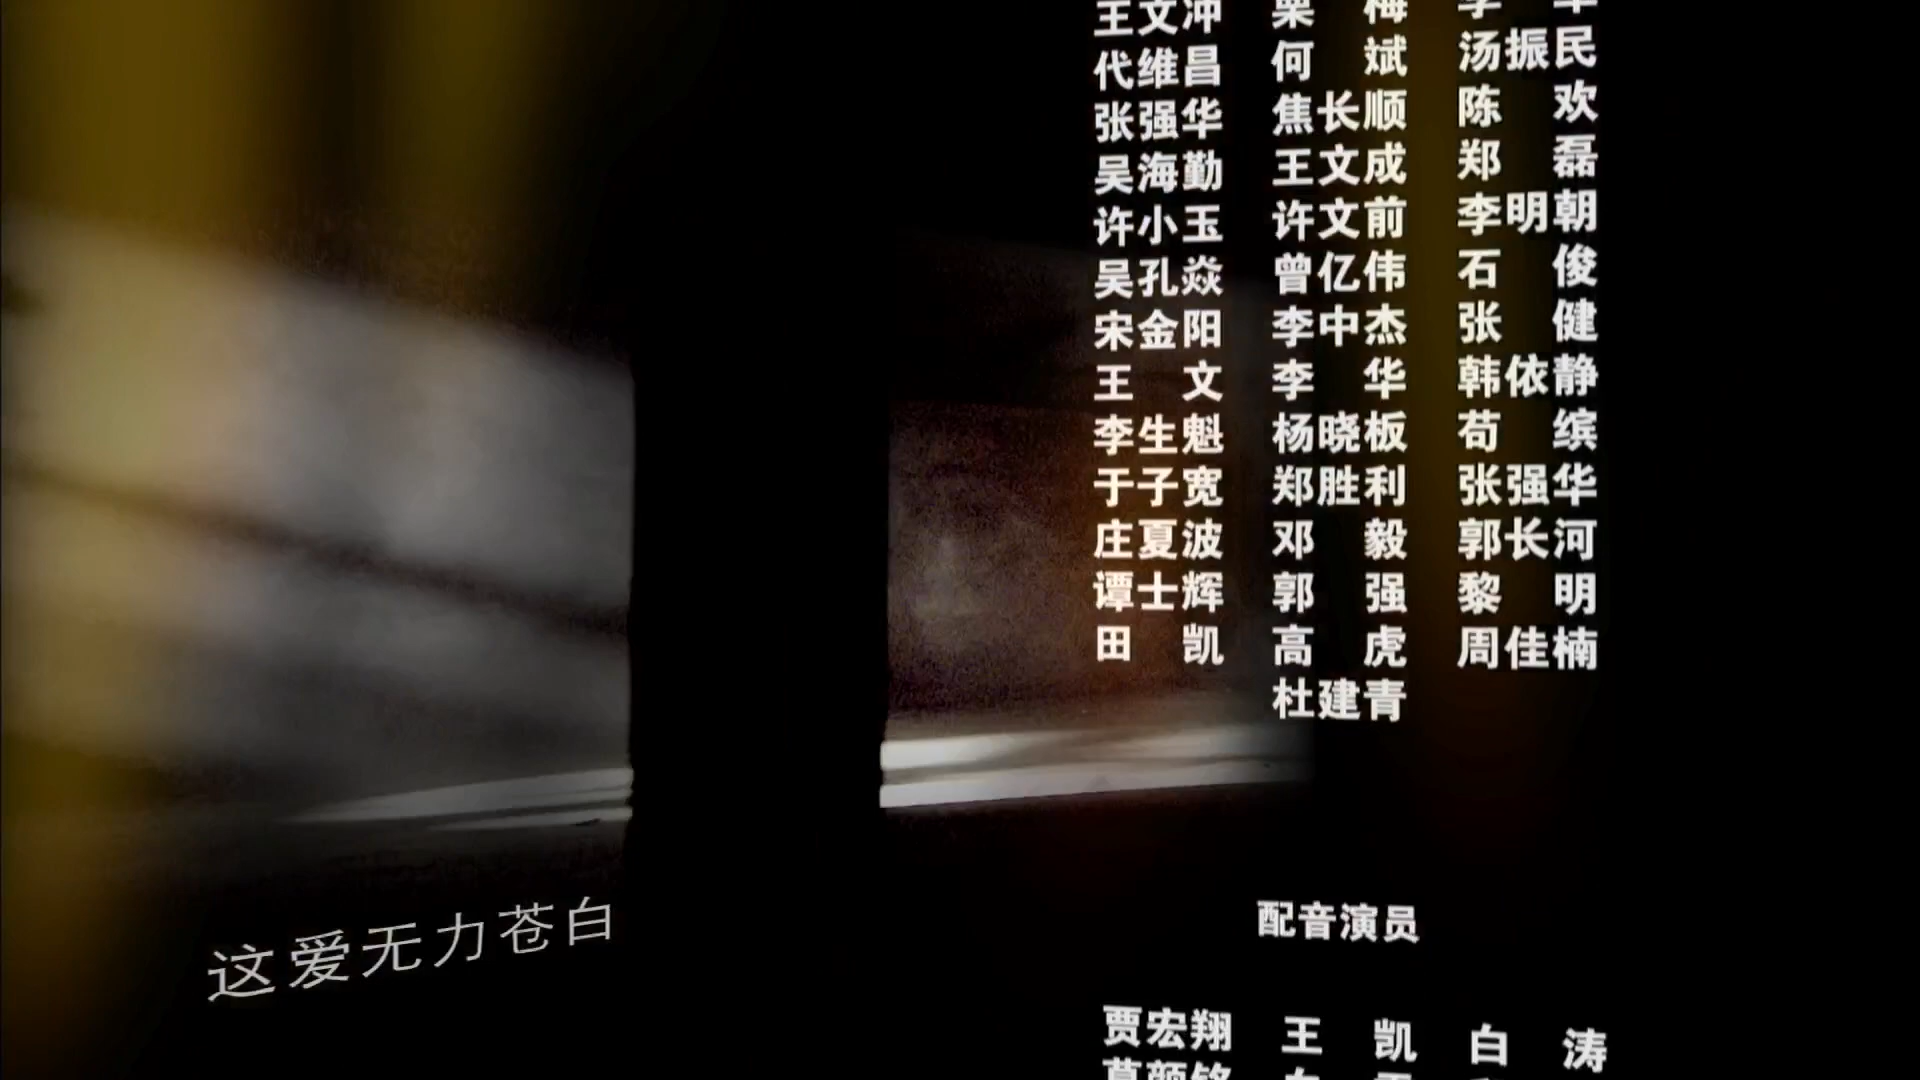 王文冲 栗 梅 李 华
代维昌 何 斌 汤振民
张强华 焦长顺 陈 欢
吴海勤 王文成 郑 磊
许小玉 许文前 李明朝
吴孔焱 曾亿伟 石 俊
宋金阳 李中杰 张 健
王 文 李 华 韩依静
李生魁 杨晓板 苟 缤
于子宽 郑胜利 张强华
庄夏波 邓 毅 郭长河
谭士辉 郭 强 黎 明
田 凯 高 虎 周佳楠
杜建青
这爱无力苍白
配音演员
贾宏翔 王 凯 白 涛